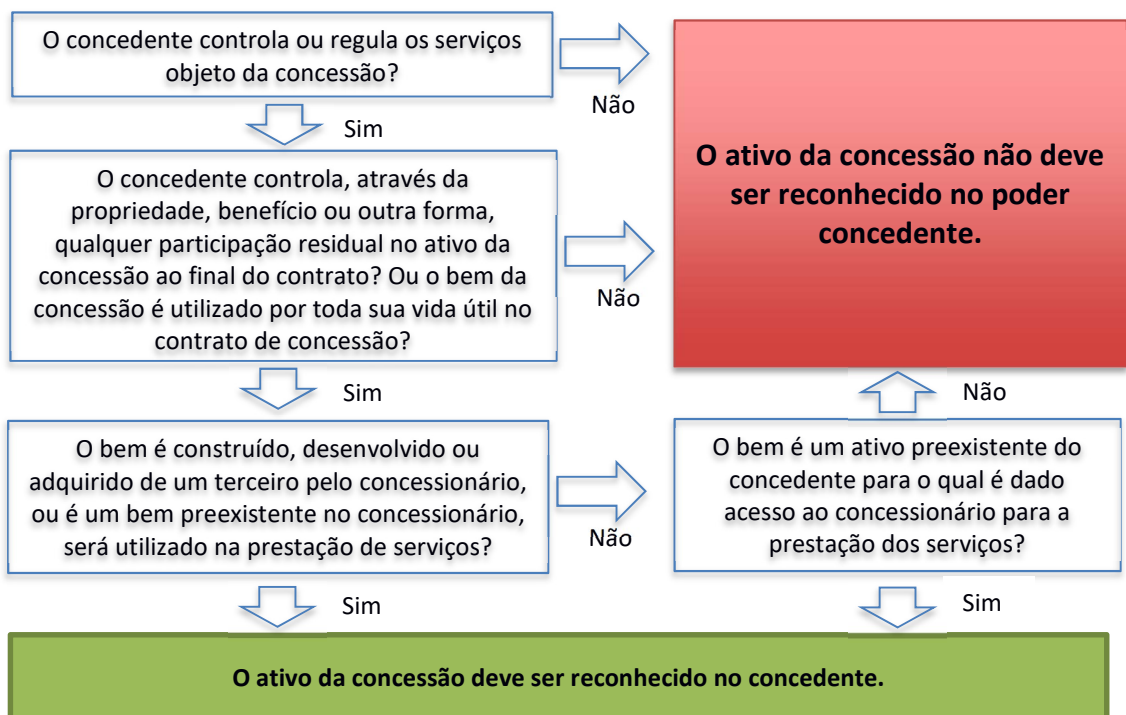 O concedente controla ou regula os serviços
objeto da concessão?
Não
Sim
O ativo da concessão não deve
ser reconhecido no poder
concedente.
O concedente controla, através da
propriedade, benefício ou outra forma,
qualquer participação residual no ativo da
concessão ao final do contrato? Ou o bem da
concessão é utilizado por toda sua vida útil no
contrato de concessão?
Não
Sim
Não
O bem é construído, desenvolvido ou
adquirido de um terceiro pelo concessionário,
ou é um bem preexistente no concessionário,
será utilizado na prestação de serviços?
Não
O bem é um ativo preexistente do
concedente para o qual é dado
acesso ao concessionário para a
prestação dos serviços?
Sim
Sim
O ativo da concessão deve ser reconhecido no concedente.